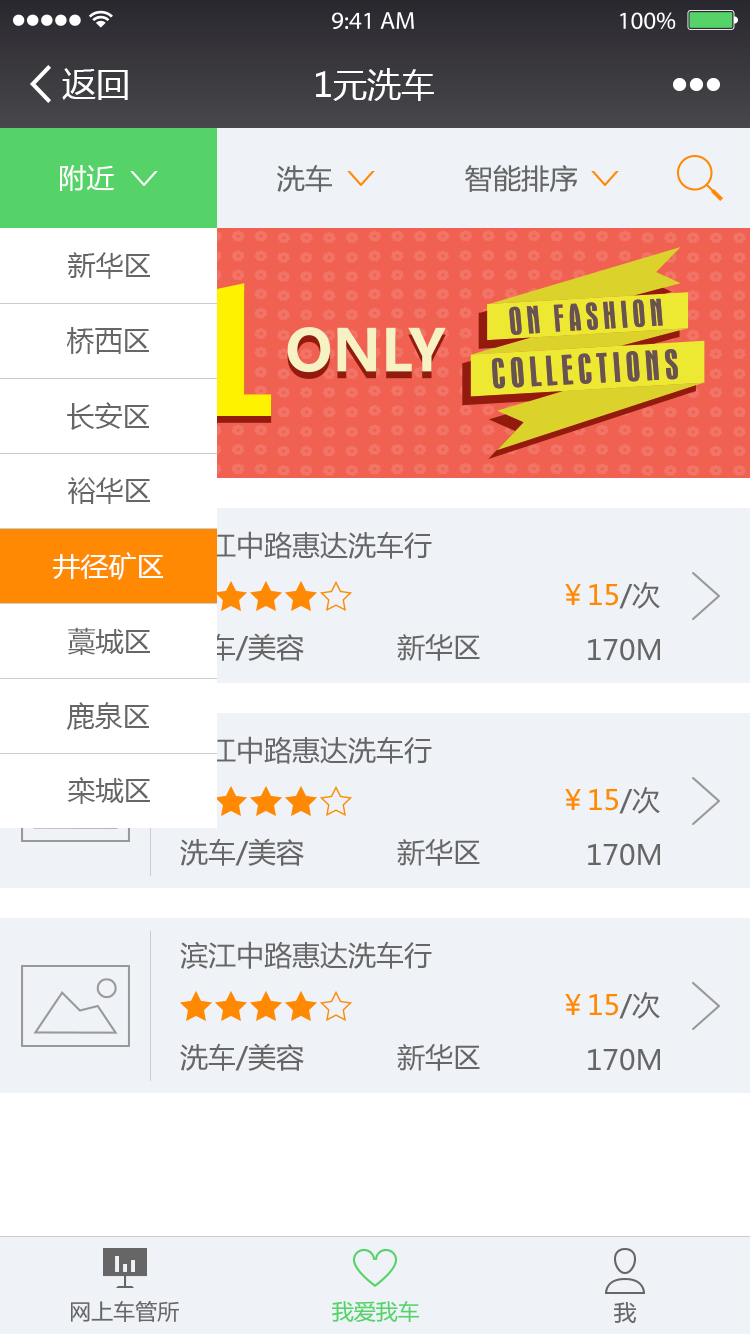 9:41 AM 100%
返回 1元洗车
附近 洗车 智能排序
新华区
桥西区
长安区
裕华区
井径矿区
藁城区
鹿泉区
栾城区
1 ONLY
ON FASHION
COLLECTIONS
江中路惠达洗车行
¥15/次
车/美容 新华区 170M
江中路惠达洗车行
¥15/次
洗车/美容 新华区 170M
滨江中路惠达洗车行
¥15/次
洗车/美容 新华区 170M
网上车管所 我爱我车 我